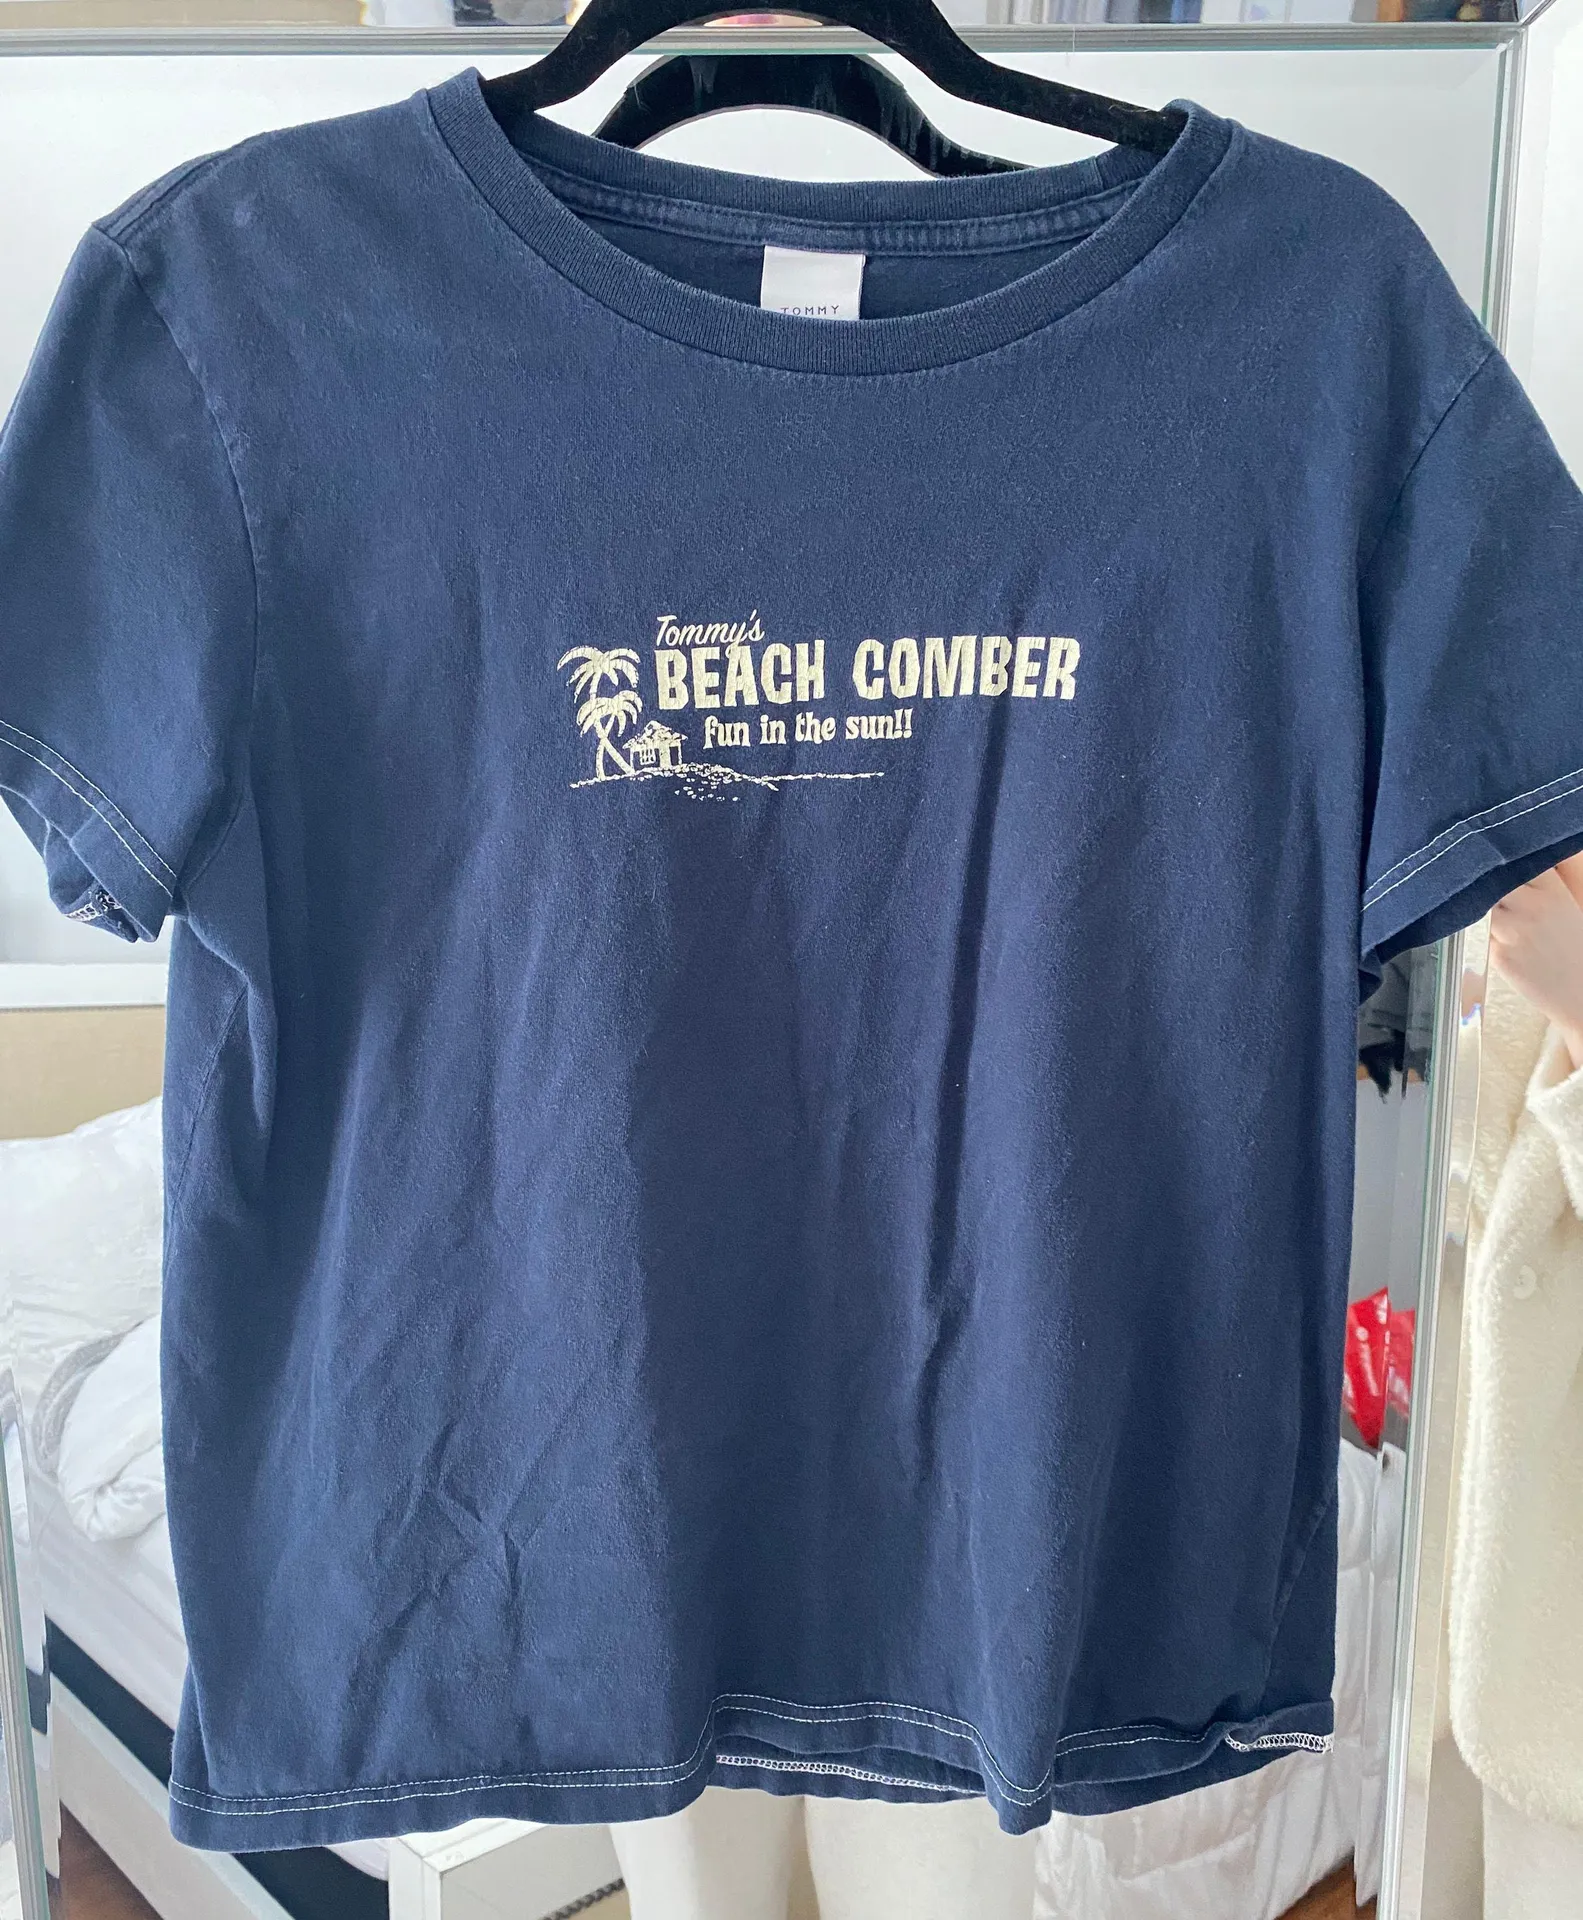 TOMMY
Tommy's
BEACH COMBER
fun in the sun!!